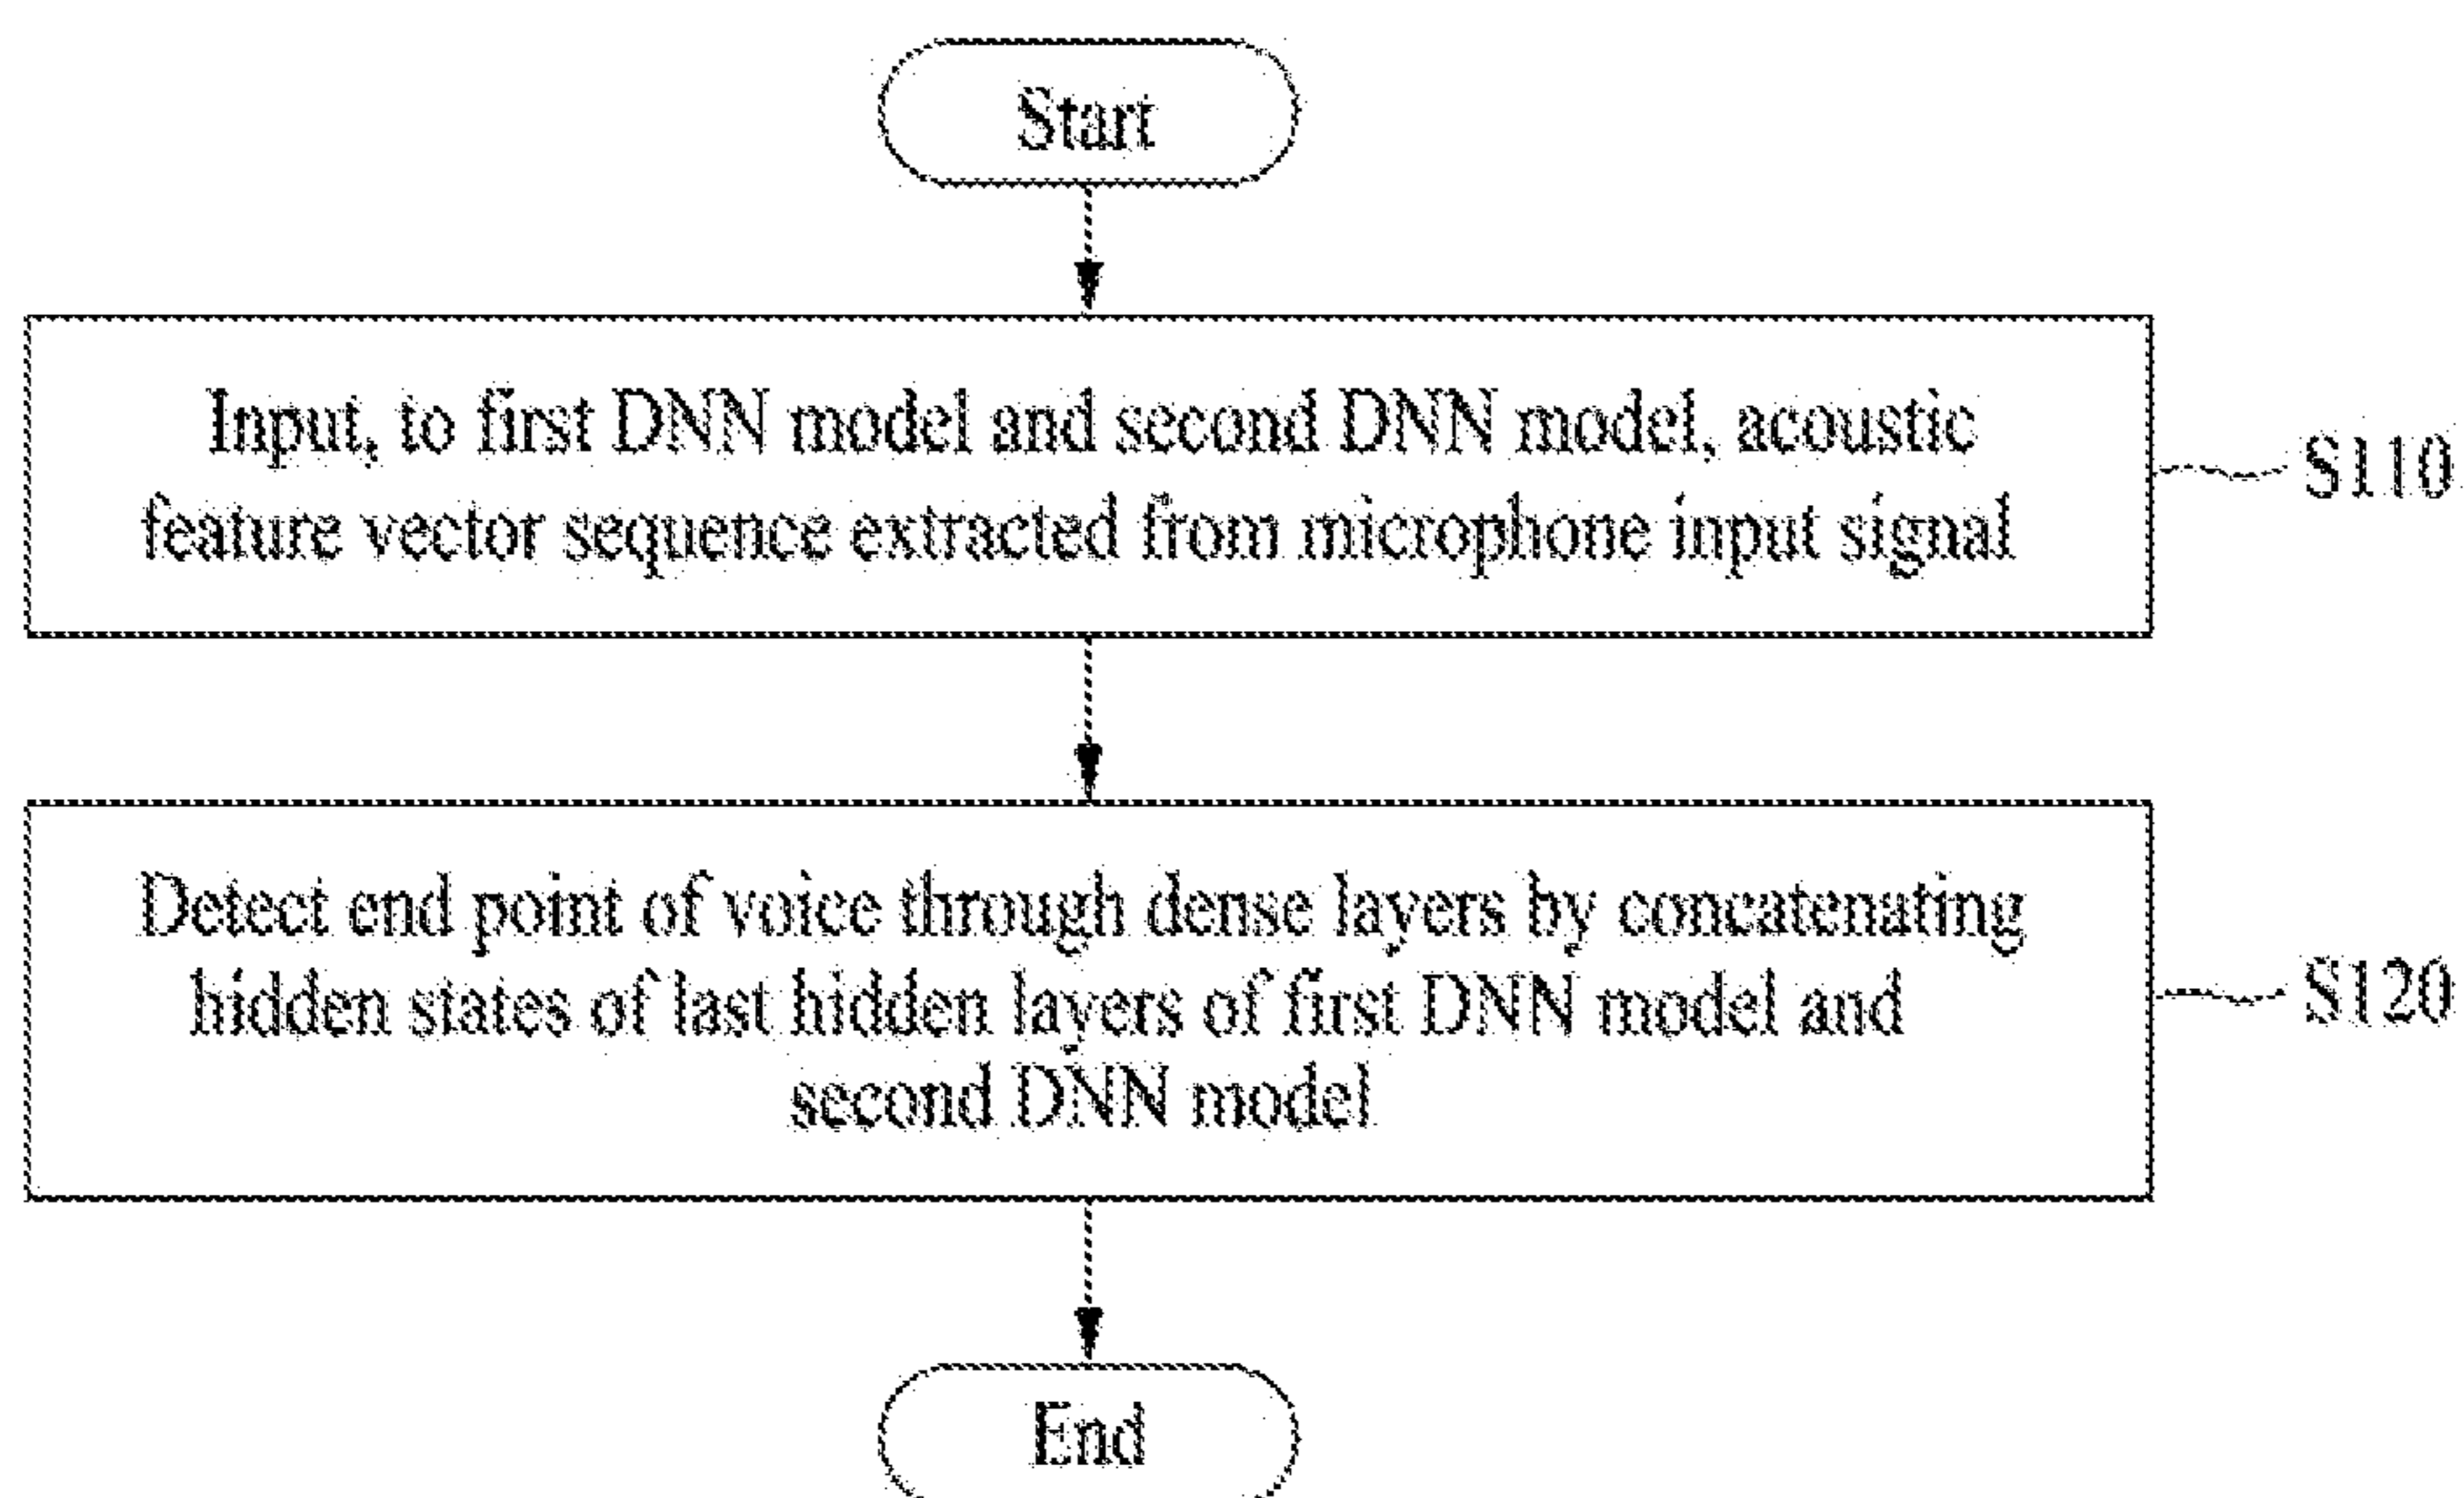 Start
Input, to first DNN model and second DNN model, acoustic
feature vector sequence extracted from microphone input signal
S110
Detect end point of voice through dense layers by concatenating
hidden states of last hidden layers of first DNN model and
second DNN model
S120
End